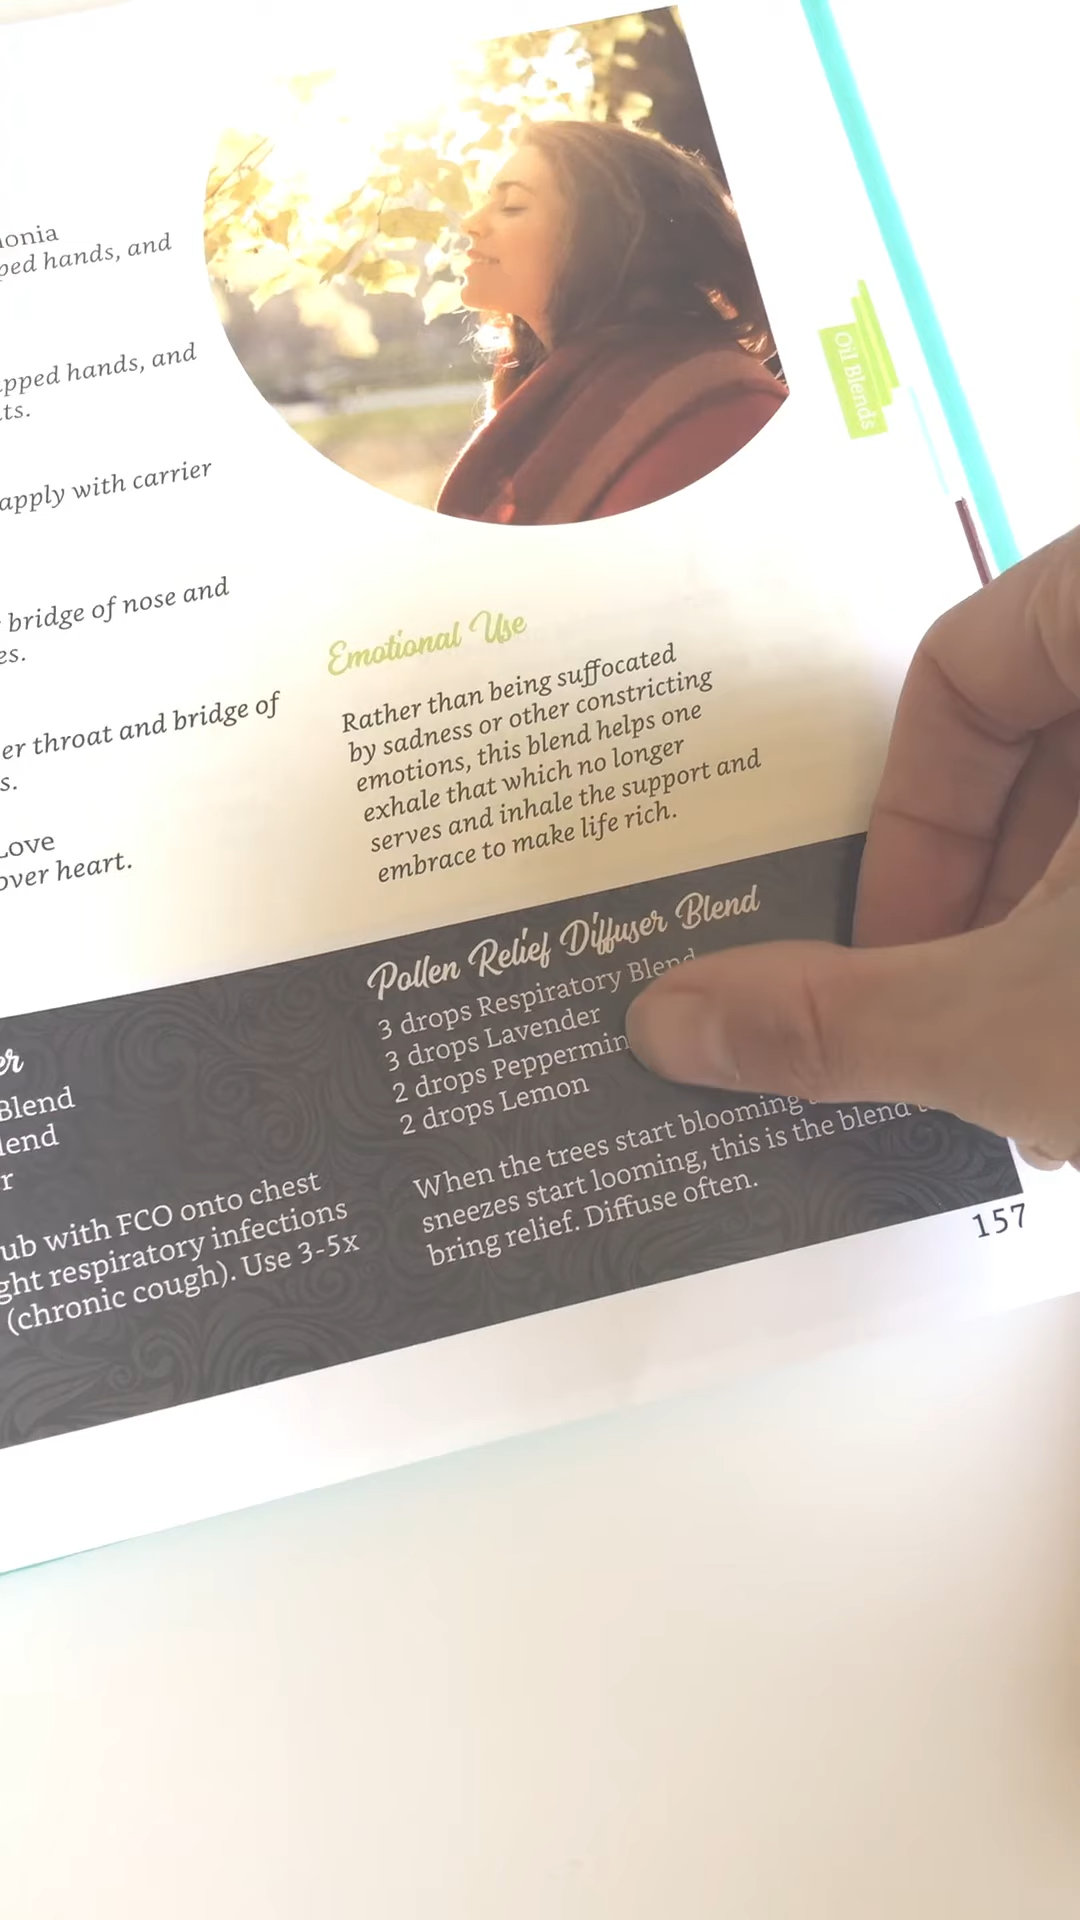 ped hands, and
pped hands, and
ts.
apply with carrier
bridge of nose and
es.
er throat and bridge of
s.
Love
over heart.
Oil Blends
Emotional Use
Rather than being suffocated
by sadness or other constricting
emotions, this blend helps one
exhale that which no longer
serves and inhale the support and
embrace to make life rich.
er
Blend
lend
r
ub with FCO onto chest
ght respiratory infections
(chronic cough). Use 3-5x
Pollen Relief Diffuser Blend
3 drops Respiratory Blend
3 drops Lavender
2 drops Peppermin
2 drops Lemon
When the trees start blooming
sneezes start looming, this is the blend
bring relief. Diffuse often.
157